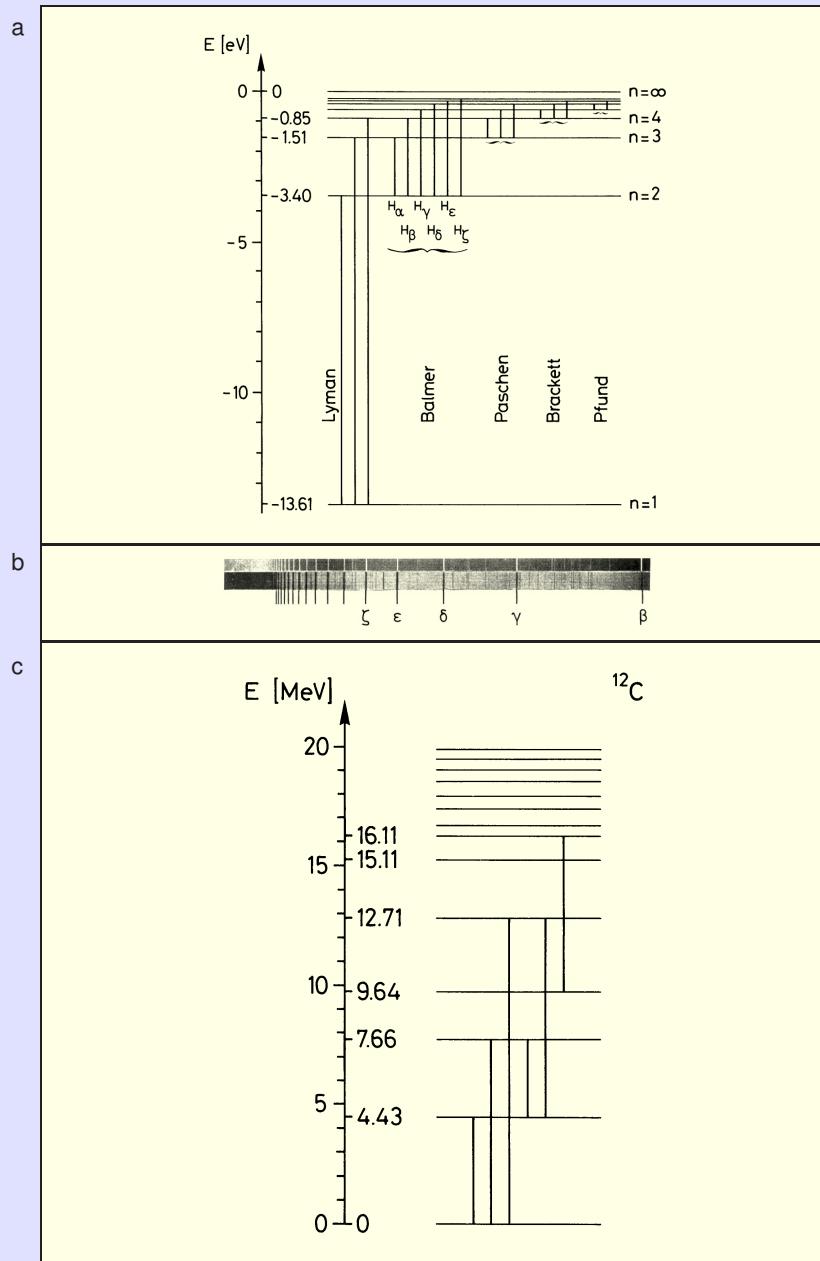 a
E [eV]
0 0 n=∞
-0.85 n=4
-1.51 n=3
-3.40 n=2
Hα Hγ Hε
Hβ Hδ Hζ
-5
-10
Lyman
Balmer
Paschen
Brackett
Pfund
-13.61 n=1
b
ζ ε δ γ β
c
E [MeV] ¹²C
20
16.11
15 15.11
12.71
10 9.64
7.66
5 4.43
0 0